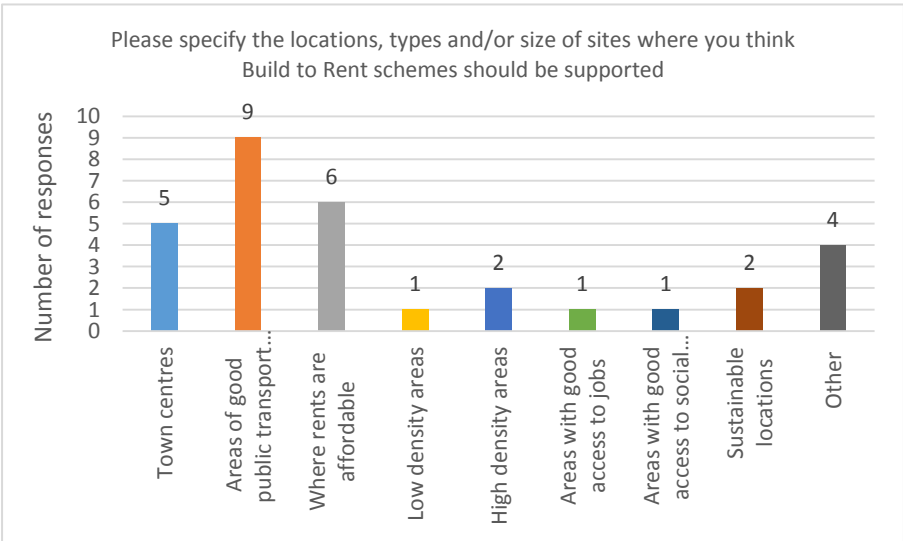 Please specify the locations, types and/or size of sites where you think
Build to Rent schemes should be supported
Number of responses
10
9
8
7
6
5
4
3
2
1
0
5
9
6
1
2
1
1
2
4
Town centres
Areas of good
public transport…
Where rents are
affordable
Low density areas
High density areas
Areas with good
access to jobs
Areas with good
access to social…
Sustainable
locations
Other